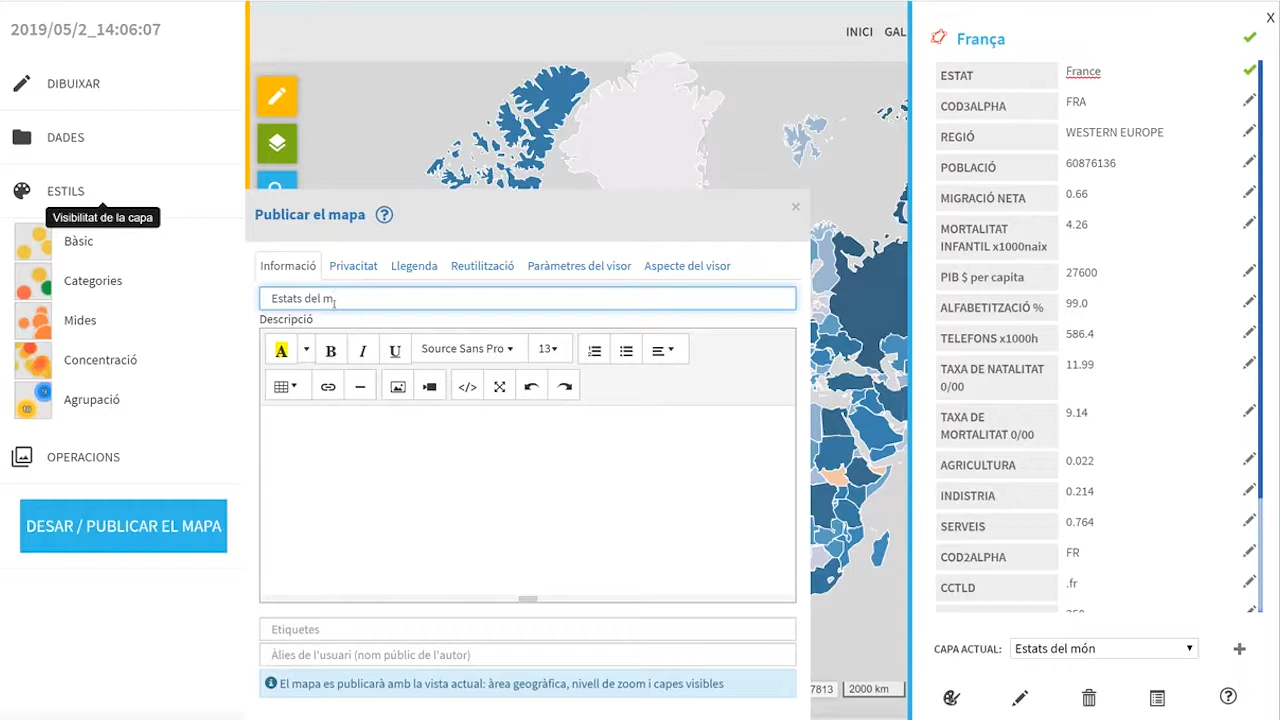 2019/05/2_14:06:07
DIBUIXAR
DADES
ESTILS
Visibilitat de la capa
Bàsic
Categories
Mides
Concentració
Agrupació
OPERACIONS
DESAR / PUBLICAR EL MAPA
INICI GAL
Publicar el mapa ?
×
Informació Privacitat Llegenda Reutilització Paràmetres del visor Aspecte del visor
Estats del m
Descripció
A B I U Source Sans Pro 13
</>
Etiquetes
Àlies de l'usuari (nom públic de l'autor)
El mapa es publicarà amb la vista actual: àrea geogràfica, nivell de zoom i capes visibles
7813 2000 km
X
França
ESTAT France
COD3ALPHA FRA
REGIÓ WESTERN EUROPE
POBLACIÓ 60876136
MIGRACIÓ NETA 0.66
MORTALITAT 4.26
INFANTIL x1000naix
PIB $ per capita 27600
ALFABETITZACIÓ % 99.0
TELEFONS x1000h 586.4
TAXA DE NATALITAT 11.99
0/00
TAXA DE 9.14
MORTALITAT 0/00
AGRICULTURA 0.022
INDISTRIA 0.214
SERVEIS 0.764
COD2ALPHA FR
CCTLD .fr
CAPA ACTUAL: Estats del món
?